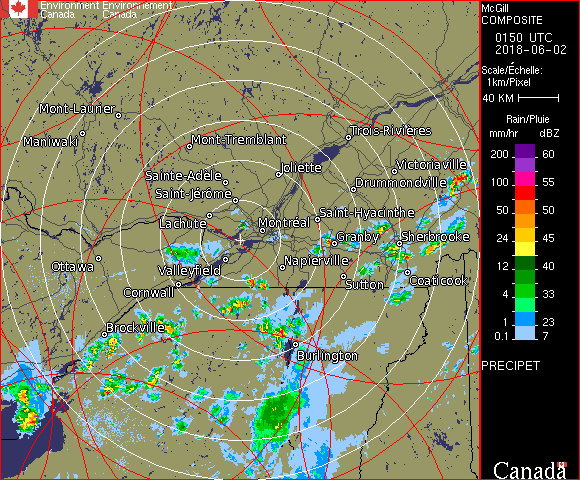 Environment Environnement
Canada Canada
McGill
COMPOSITE
0150 UTC
2018-06-02
Scale/Échelle:
1km/Pixel
40 KM
Rain/Pluie
mm/hr dBZ
200 60
100 55
50 50
24 45
12 40
4 33
1 23
0.1 7
PRECIPET
Canada
Mont-Laurier
Trois-Rivières
Maniwaki
Mont-Tremblant
Joliette
Victoriaville
Sainte-Adèle
Drummondville
Saint-Jérôme
Saint-Hyacinthe
Lachute
Montréal
Granby
Sherbrooke
Ottawa
Valleyfield
Napierville
Sutton
Coaticook
Cornwall
Brockville
Burlington